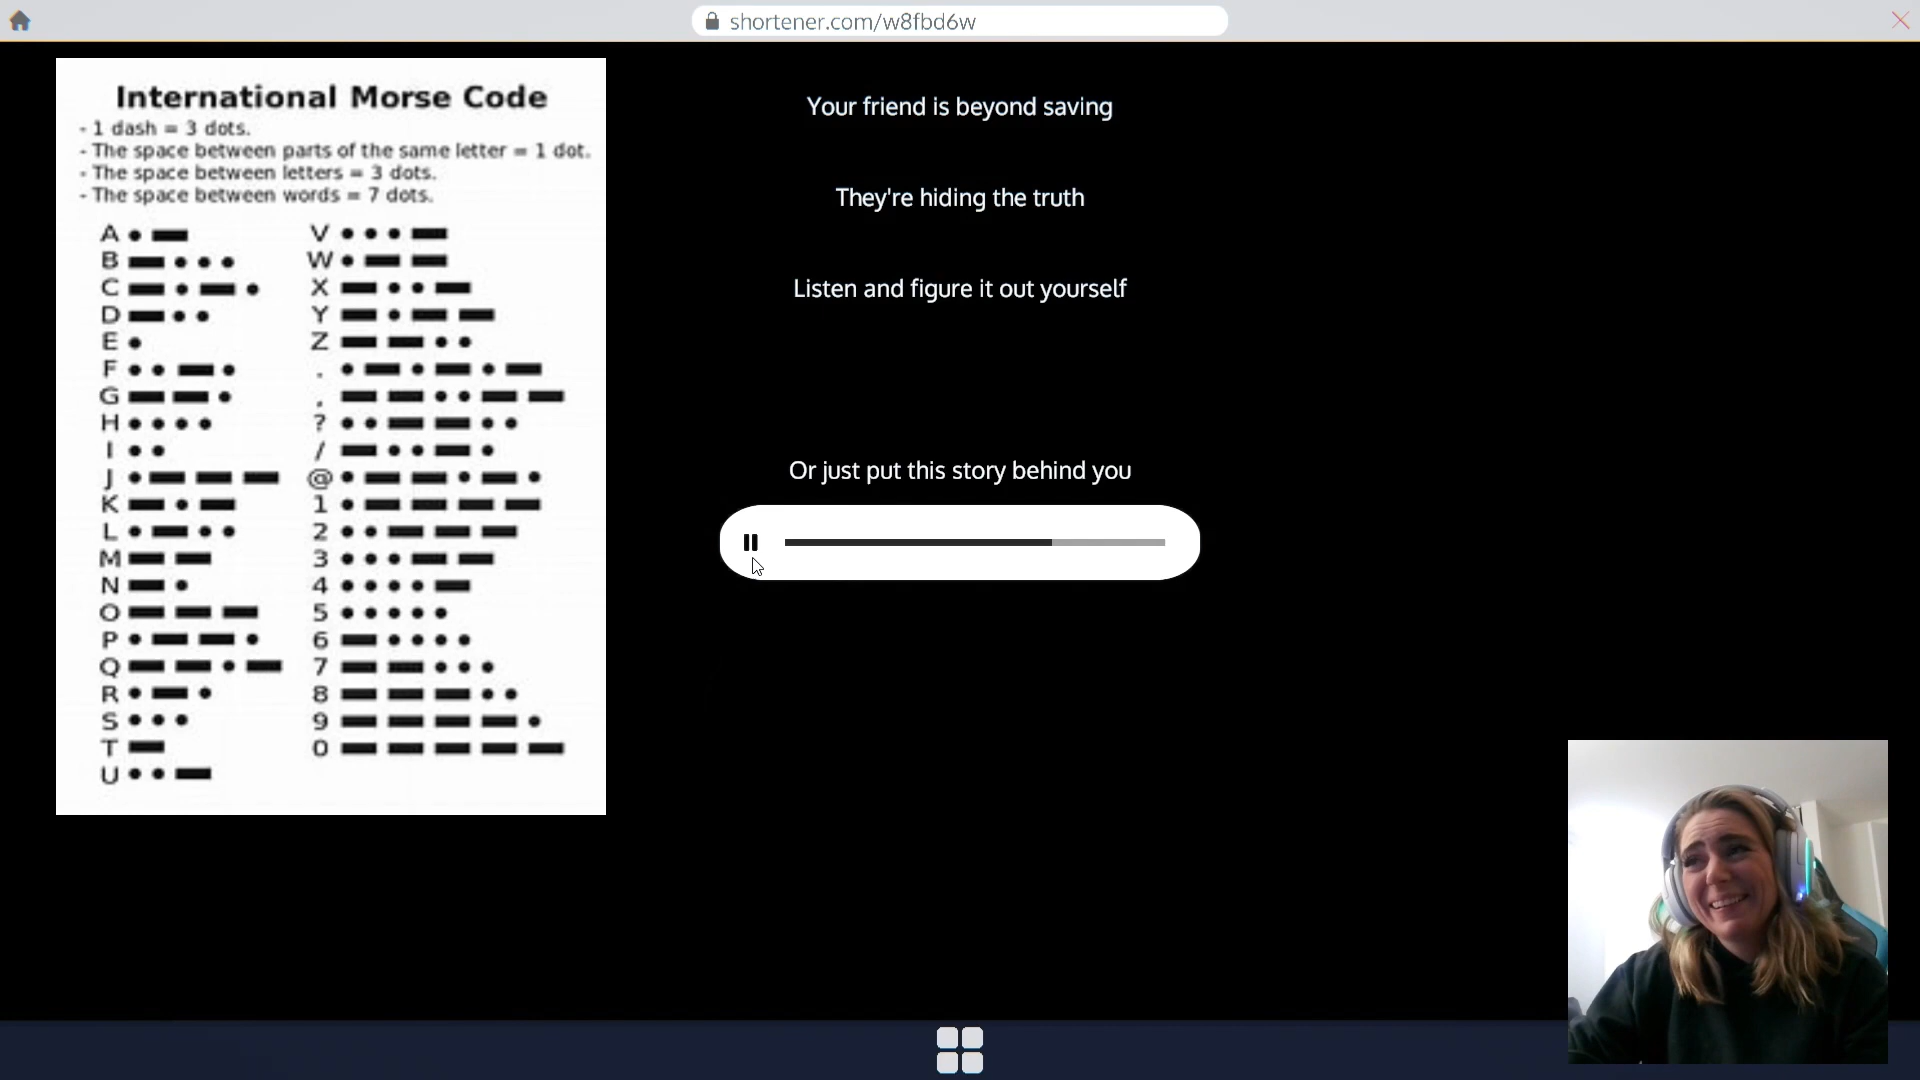 shortener.com/w8fbd6w
International Morse Code
- 1 dash = 3 dots.
- The space between parts of the same letter = 1 dot.
- The space between letters = 3 dots.
- The space between words = 7 dots.
A
B
C
D
E
F
G
H
I
J
K
L
M
N
O
P
Q
R
S
T
U
V
W
X
Y
Z
.
,
?
/
@
1
2
3
4
5
6
7
8
9
0
Your friend is beyond saving
They're hiding the truth
Listen and figure it out yourself
Or just put this story behind you